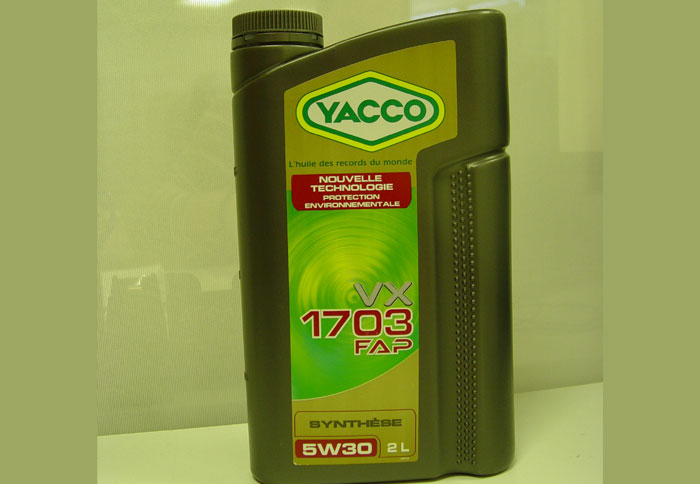 YACCO
L'huile des records du monde
NOUVELLE
TECHNOLOGIE
PROTECTION
ENVIRONNEMENTALE
VX
1703
FAP
SYNTHÈSE
5W30 2 L